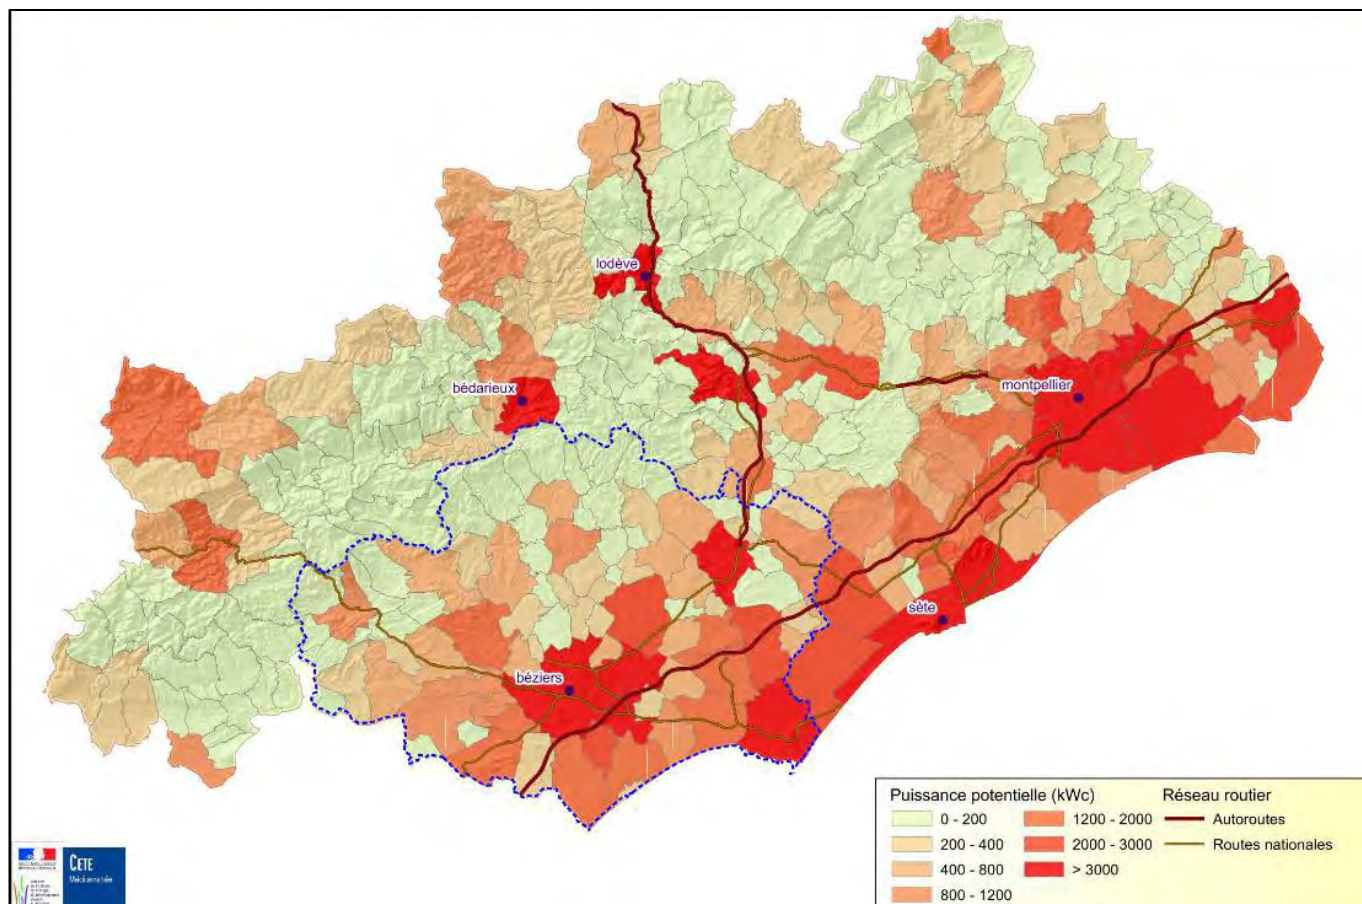 lodève
bédarieux
montpellier
sète
béziers
Puissance potentielle (kWc)
0 - 200
200 - 400
400 - 800
800 - 1200
1200 - 2000
2000 - 3000
> 3000
Réseau routier
Autoroutes
Routes nationales
CETE
Méditerranée